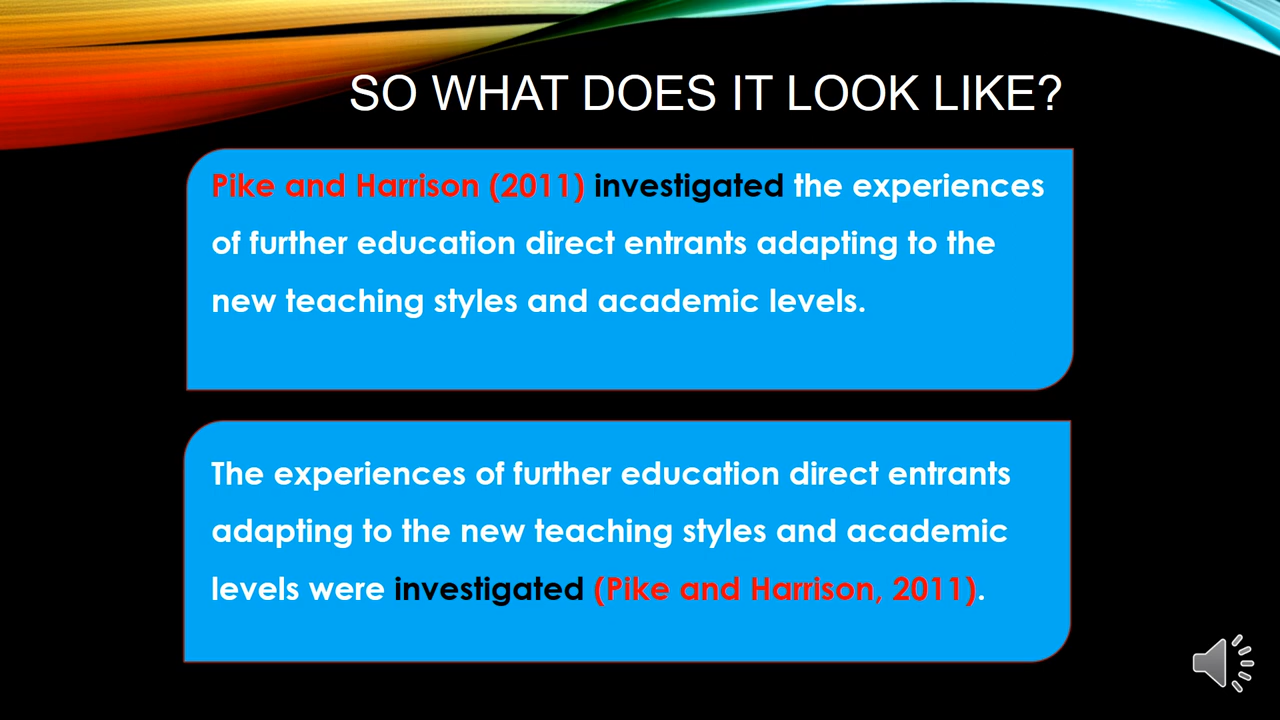 SO WHAT DOES IT LOOK LIKE?
Pike and Harrison (2011) investigated the experiences
of further education direct entrants adapting to the
new teaching styles and academic levels.
The experiences of further education direct entrants
adapting to the new teaching styles and academic
levels were investigated (Pike and Harrison, 2011).